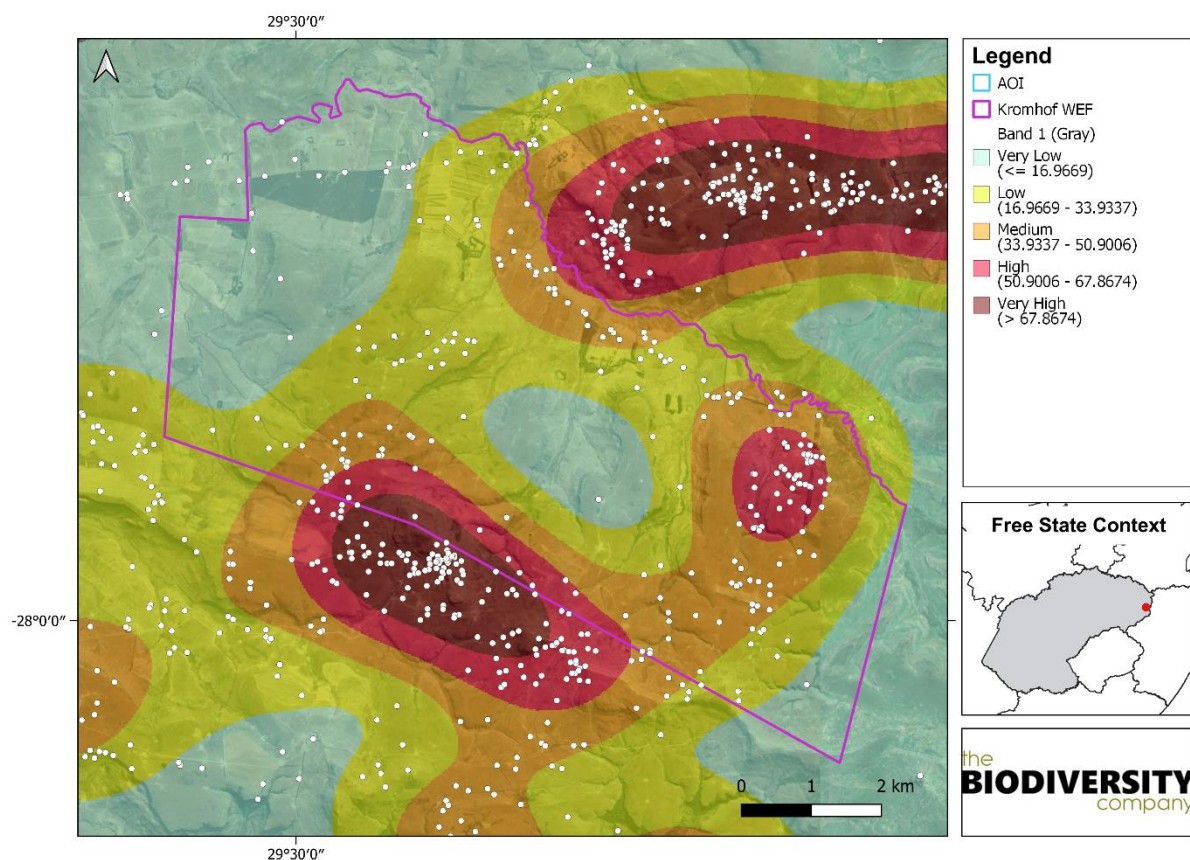 29°30'0"
Legend
AOI
Kromhof WEF
Band 1 (Gray)
Very Low
(<= 16.9669)
Low
(16.9669 - 33.9337)
Medium
(33.9337 - 50.9006)
High
(50.9006 - 67.8674)
Very High
(> 67.8674)
Free State Context
-28°0'0"
0 1 2 km
the
BIODIVERSITY
company
29°30'0"